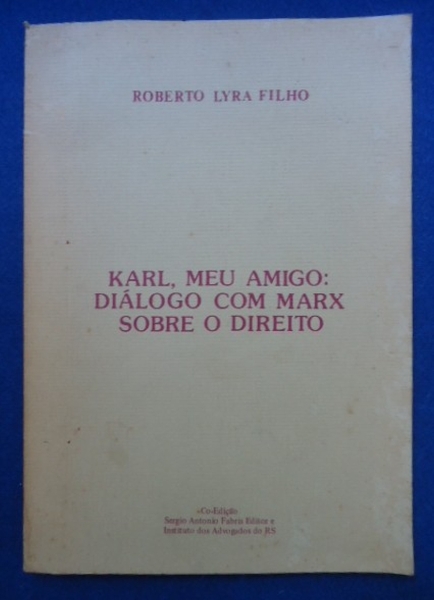 ROBERTO LYRA FILHO
KARL, MEU AMIGO:
DIÁLOGO COM MARX
SOBRE O DIREITO
«Co-Edição
Sergio Antonio Fabris Editor e
Instituto dos Advogados do RS